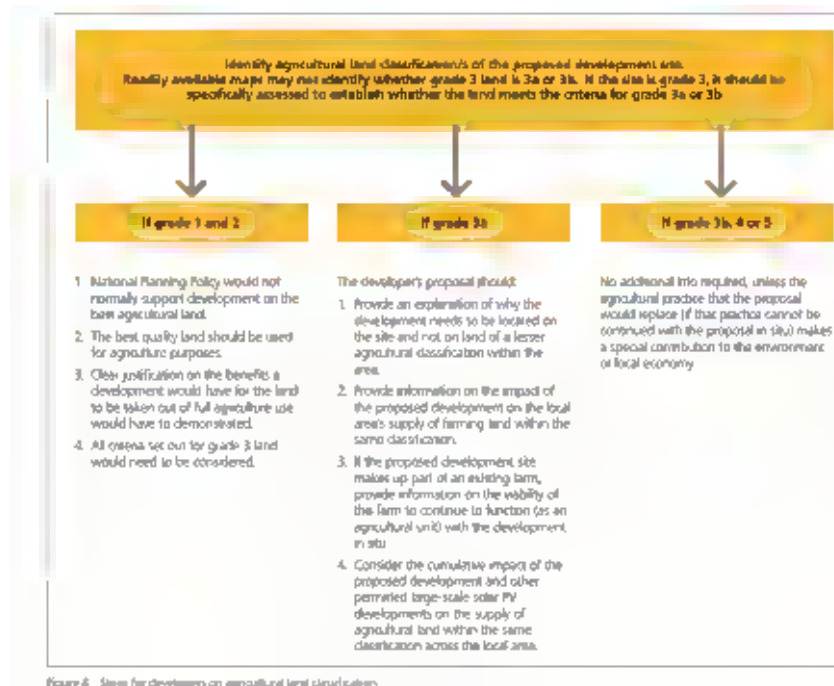 Identify agricultural land classification/s of the proposed development site.
Readily available maps may not identify whether grade 3 land is 3a or 3b. If the site is grade 3, it should be
specifically assessed to establish whether the land meets the criteria for grade 3a or 3b
If grade 1 and 2
1 National Planning Policy would not
normally support development on the
best agricultural land.
2. The best quality land should be used
for agriculture purposes.
3. Clear justification on the benefits a
development would have for the land
to be taken out of full agriculture use
would have to demonstrated.
4. All criteria set out for grade 3 land
would need to be considered.
If grade 3a
The developer's proposal should:
1. Provide an explanation of why the
development needs to be located on
the site and not on land of a lesser
agricultural classification within the
area.
2. Provide information on the impact of
the proposed development on the local
area's supply of farming land within the
same classification.
3. If the proposed development site
makes up part of an existing farm,
provide information on the viability of
the farm to continue to function (as an
agricultural unit) with the development
in situ
4. Consider the cumulative impact of the
proposed development and other
permitted large-scale solar PV
developments on the supply of
agricultural land within the same
classification across the local area.
If grade 3b, 4 or 5
No additional info required, unless the
agricultural practice that the proposal
would replace (if that practice cannot be
continued with the proposal in situ) makes
a special contribution to the environment
or local economy
Figure 6 Steps for developers on agricultural land classification